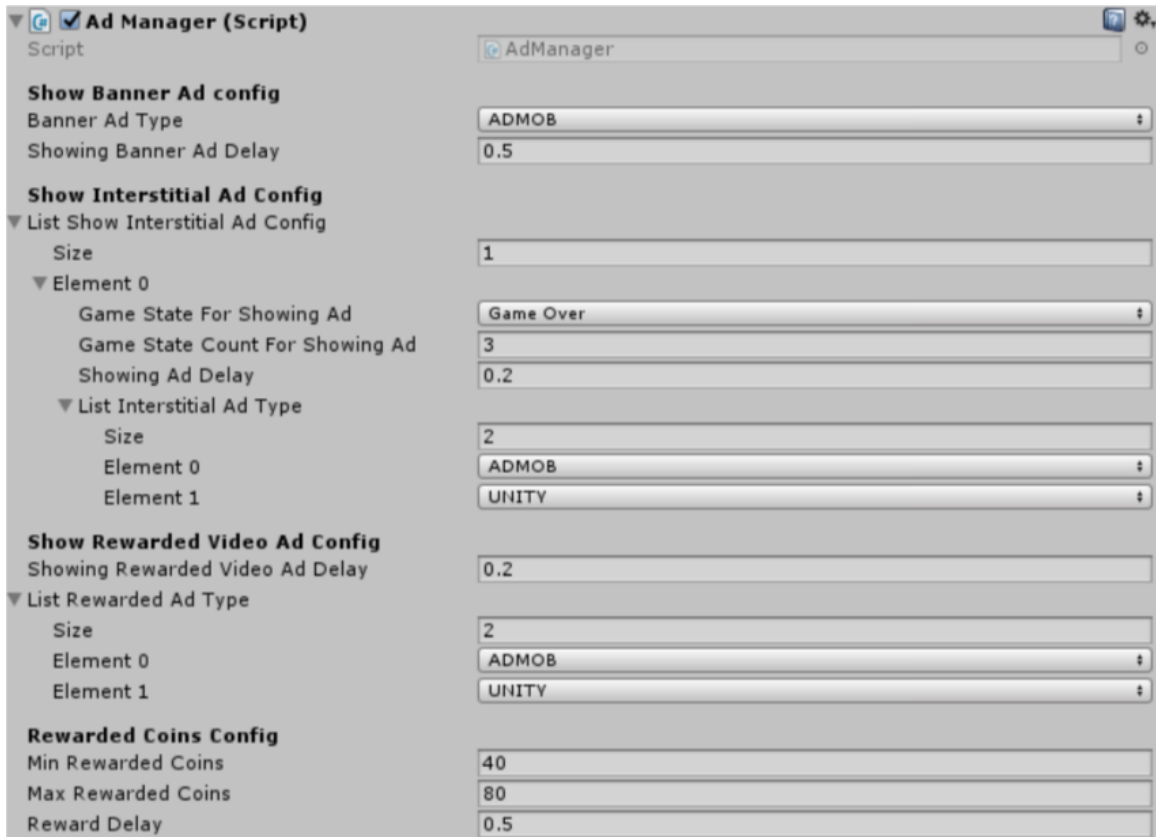 Ad Manager (Script)
Script AdManager
Show Banner Ad config
Banner Ad Type ADMOB
Showing Banner Ad Delay 0.5
Show Interstitial Ad Config
List Show Interstitial Ad Config
Size 1
Element 0
Game State For Showing Ad Game Over
Game State Count For Showing Ad 3
Showing Ad Delay 0.2
List Interstitial Ad Type
Size 2
Element 0 ADMOB
Element 1 UNITY
Show Rewarded Video Ad Config
Showing Rewarded Video Ad Delay 0.2
List Rewarded Ad Type
Size 2
Element 0 ADMOB
Element 1 UNITY
Rewarded Coins Config
Min Rewarded Coins 40
Max Rewarded Coins 80
Reward Delay 0.5